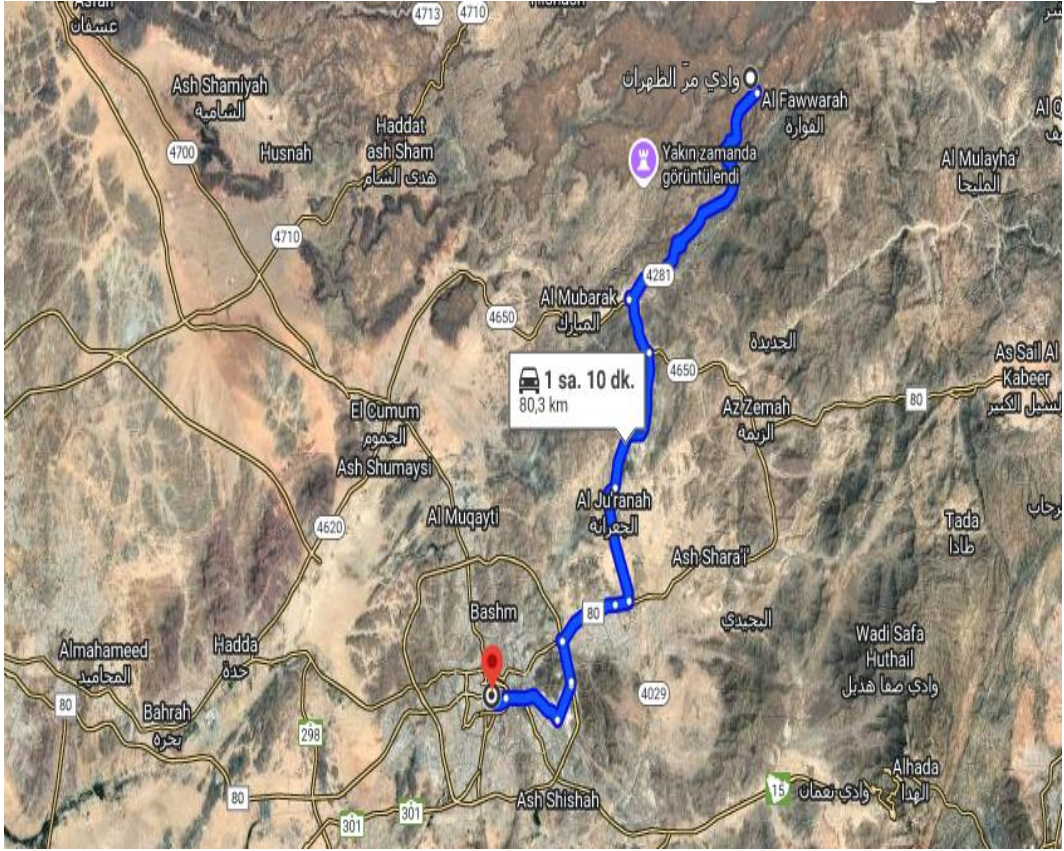 عسفان
4713
4710
Ash Shamiyah
الشامية
4700
Husnah
Haddat
ash Sham
هدى الشام
4710
وادي مرّ الظهران
Al Fawwarah
الفوارة
Yakın zamanda
görüntülendi
Al Mulayha'
المليحا
4281
Al Mubarak
المبارك
4650
4650
الجديدة
As Sail Al
Kabeer
السيل الكبير
80
Az Zemah
الزيمة
1 sa. 10 dk.
80,3 km
El Cumum
الجموم
Ash Shumaysi
Al Muqayti
4620
Al Ju'ranah
الجعرانة
Tada
طادا
Ash Shara'i'
80
Bashm
البجيدي
Wadi Safa
Huthail
وادي صفا هذيل
4029
Almahameed
المحاميد
Hadda
حدة
80
Bahrah
بحرة
298
80
301
301
Ash Shishah
15
وادي نعمان
Alhada
الهدا